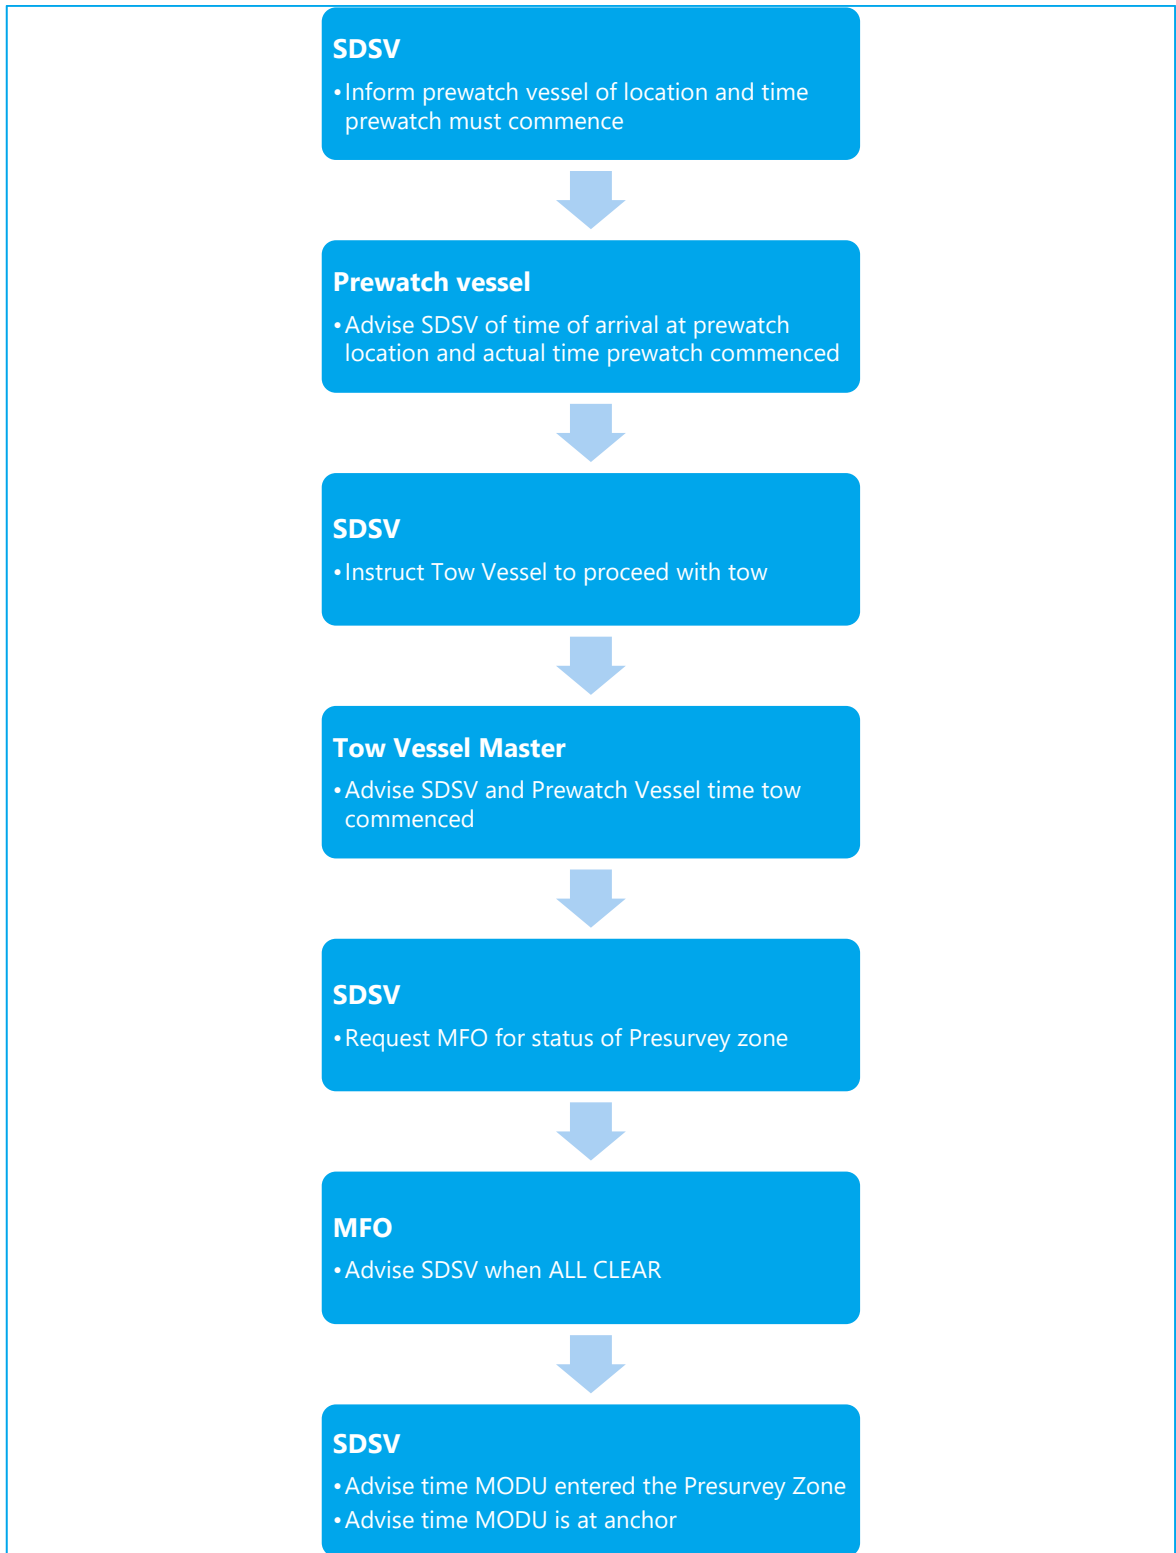 SDSV
•Inform prewatch vessel of location and time
prewatch must commence
Prewatch vessel
•Advise SDSV of time of arrival at prewatch
location and actual time prewatch commenced
SDSV
•Instruct Tow Vessel to proceed with tow
Tow Vessel Master
•Advise SDSV and Prewatch Vessel time tow
commenced
SDSV
•Request MFO for status of Presurvey zone
MFO
•Advise SDSV when ALL CLEAR
SDSV
•Advise time MODU entered the Presurvey Zone
•Advise time MODU is at anchor